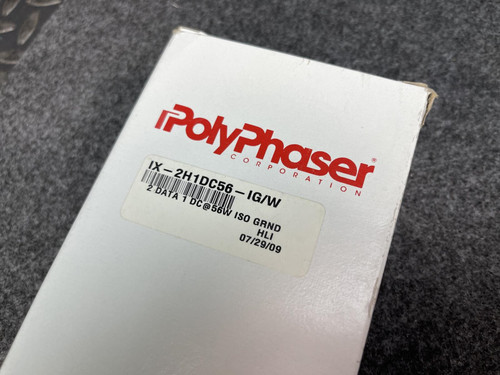 PolyPhaser®
CORPORATION
IX-2H1DC56-IG/W
2 DATA 1 DC@56W ISO GRND
HLI
07/29/09